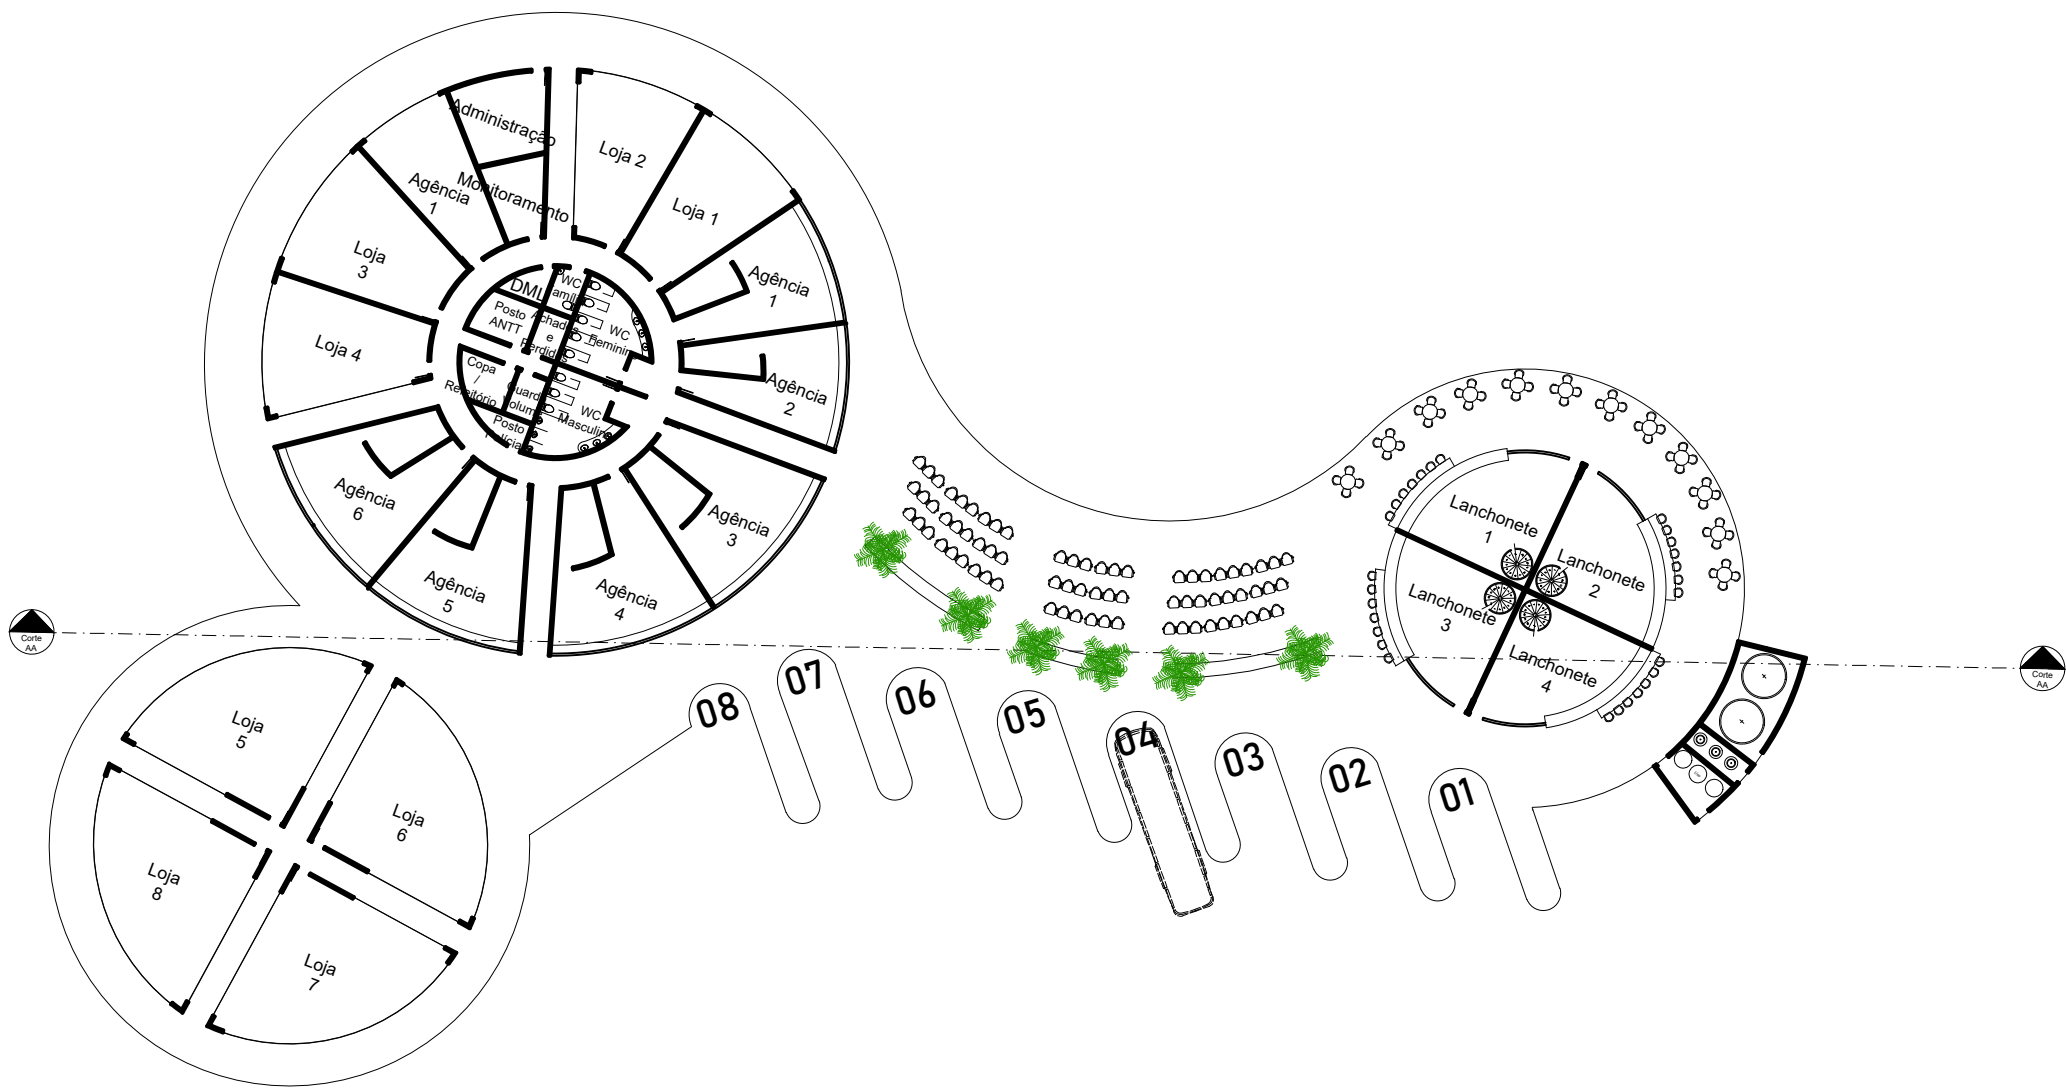 Administração
Monitoramento
Loja 2
Loja 1
Agência
1
Loja
3
Loja 4
Agência
1
Agência
2
DML
WC
Posto
ANTT
e
WC
Copa
/
WC
Posto
Agência
6
Agência
5
Agência
4
Agência
3
Lanchonete
1
Lanchonete
2
Lanchonete
3
Lanchonete
4
Corte
AA
Corte
AA
08
07
06
05
04
03
02
01
Loja
5
Loja
6
Loja
8
Loja
7